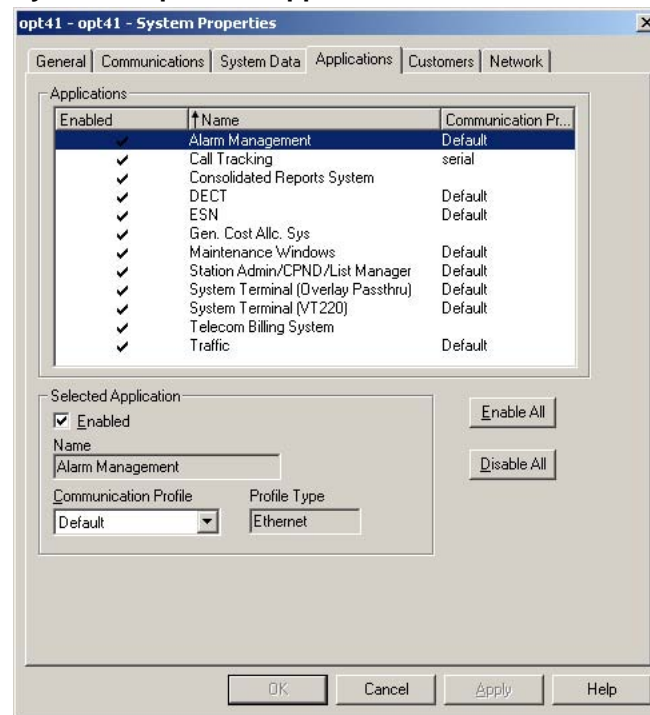 opt41 - opt41 - System Properties
General Communications System Data Applications Customers Network
Applications
Enabled Name Communication Pr...
Alarm Management Default
Call Tracking serial
Consolidated Reports System
DECT Default
ESN Default
Gen. Cost Allc. Sys
Maintenance Windows Default
Station Admin/CPND/List Manager Default
System Terminal (Overlay Passthru) Default
System Terminal (VT220) Default
Telecom Billing System
Traffic Default
Selected Application
Enabled
Enable All
Name
Alarm Management
Disable All
Communication Profile Profile Type
Default Ethernet
OK Cancel Apply Help